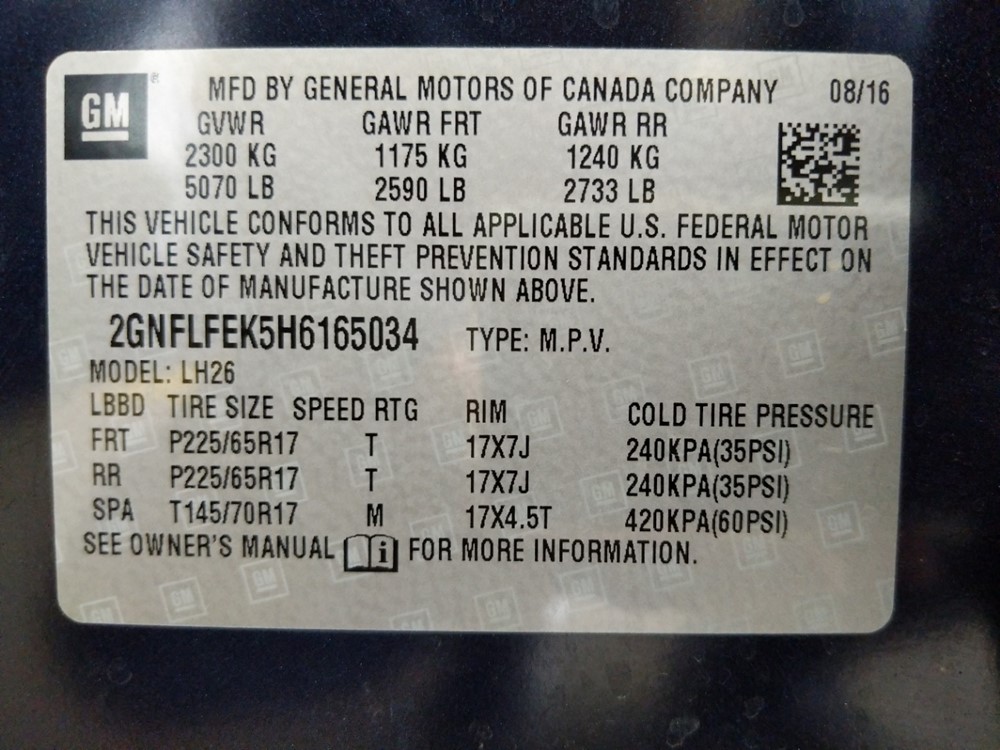 GM ® MFD BY GENERAL MOTORS OF CANADA COMPANY 08/16
GVWR GAWR FRT GAWR RR
2300 KG 1175 KG 1240 KG
5070 LB 2590 LB 2733 LB
THIS VEHICLE CONFORMS TO ALL APPLICABLE U.S. FEDERAL MOTOR
VEHICLE SAFETY AND THEFT PREVENTION STANDARDS IN EFFECT ON
THE DATE OF MANUFACTURE SHOWN ABOVE.
2GNFLFEK5H6165034 TYPE: M.P.V.
MODEL: LH26
LBBD TIRE SIZE SPEED RTG RIM COLD TIRE PRESSURE
FRT P225/65R17 T 17X7J 240KPA(35PSI)
RR P225/65R17 T 17X7J 240KPA(35PSI)
SPA T145/70R17 M 17X4.5T 420KPA(60PSI)
SEE OWNER'S MANUAL i FOR MORE INFORMATION.